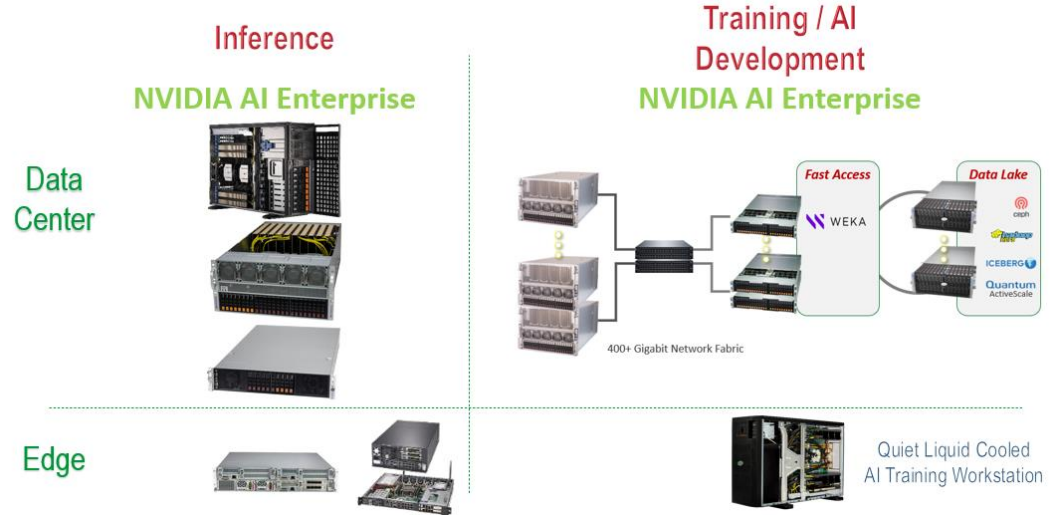 Inference
Training / AI
Development
NVIDIA AI Enterprise
NVIDIA AI Enterprise
Data
Center
Fast Access
WEKA
Data Lake
ceph
hadoop
ICEBERG
Quantum
ActiveScale
400+ Gigabit Network Fabric
Edge
Quiet Liquid Cooled
AI Training Workstation